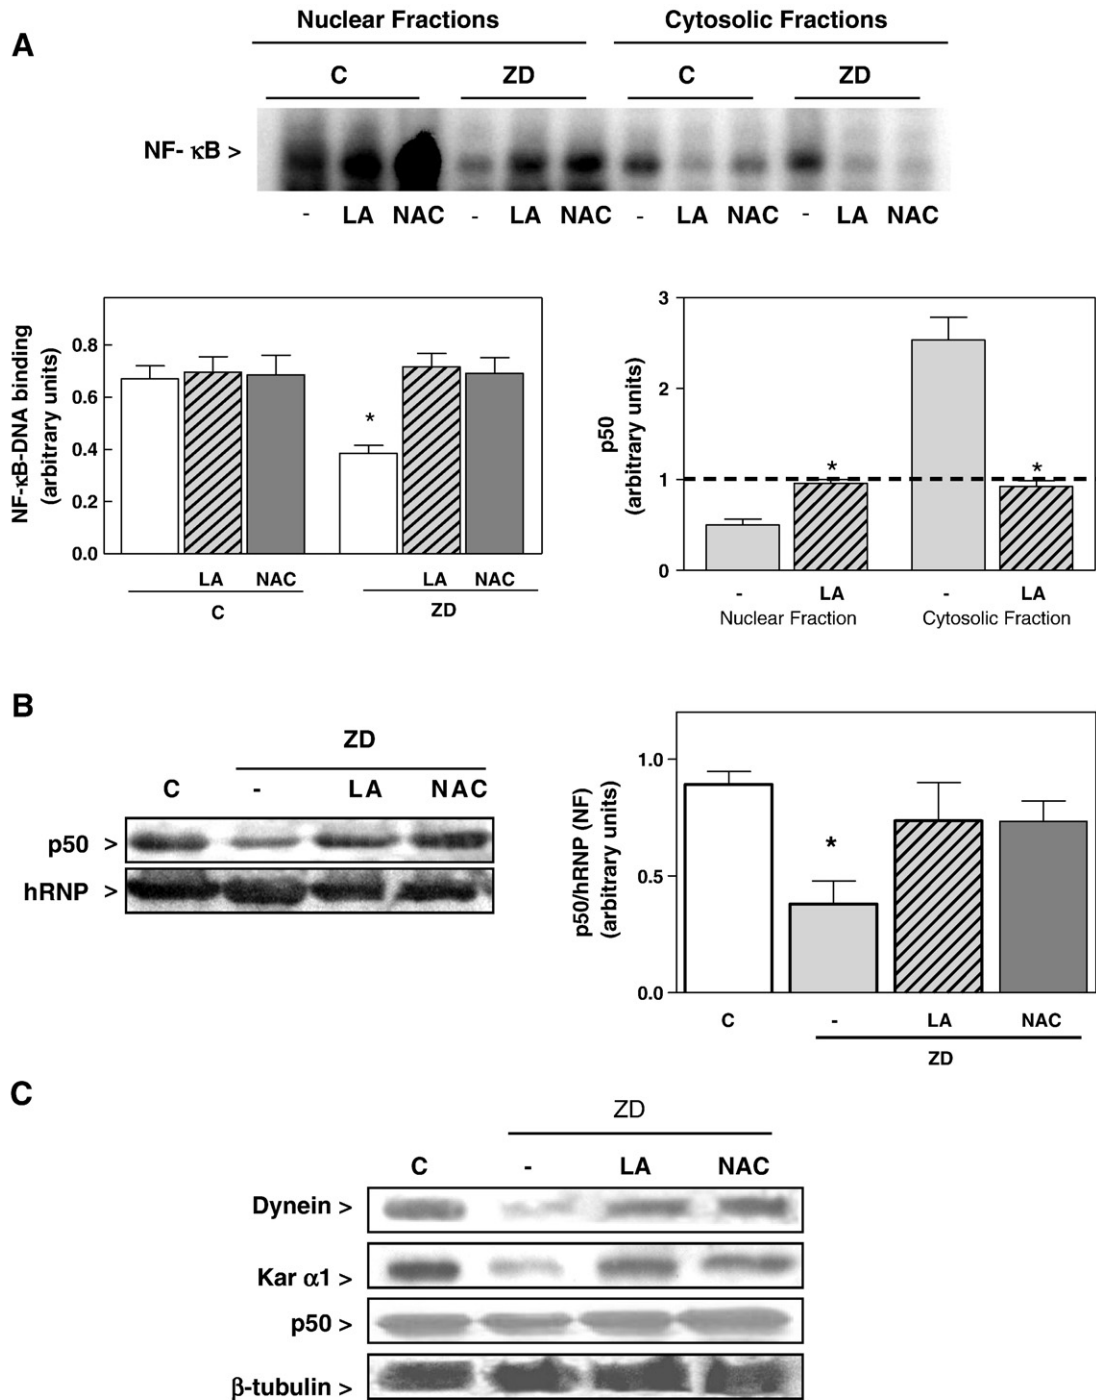 A
Nuclear Fractions Cytosolic Fractions
C ZD C ZD
NF- κB >
- LA NAC - LA NAC - LA NAC - LA NAC
NF-κB-DNA binding
(arbitrary units)
0.8
0.6
0.4
0.2
0.0
*
LA NAC LA NAC
C ZD
p50
(arbitrary units)
3
2
1
0
* *
- LA - LA
Nuclear Fraction Cytosolic Fraction
B
ZD
C - LA NAC
p50 >
hRNP >
p50/hRNP (NF)
(arbitrary units)
1.0
0.5
0.0
*
C - LA NAC
ZD
C
ZD
C - LA NAC
Dynein >
Kar α1 >
p50 >
β-tubulin >